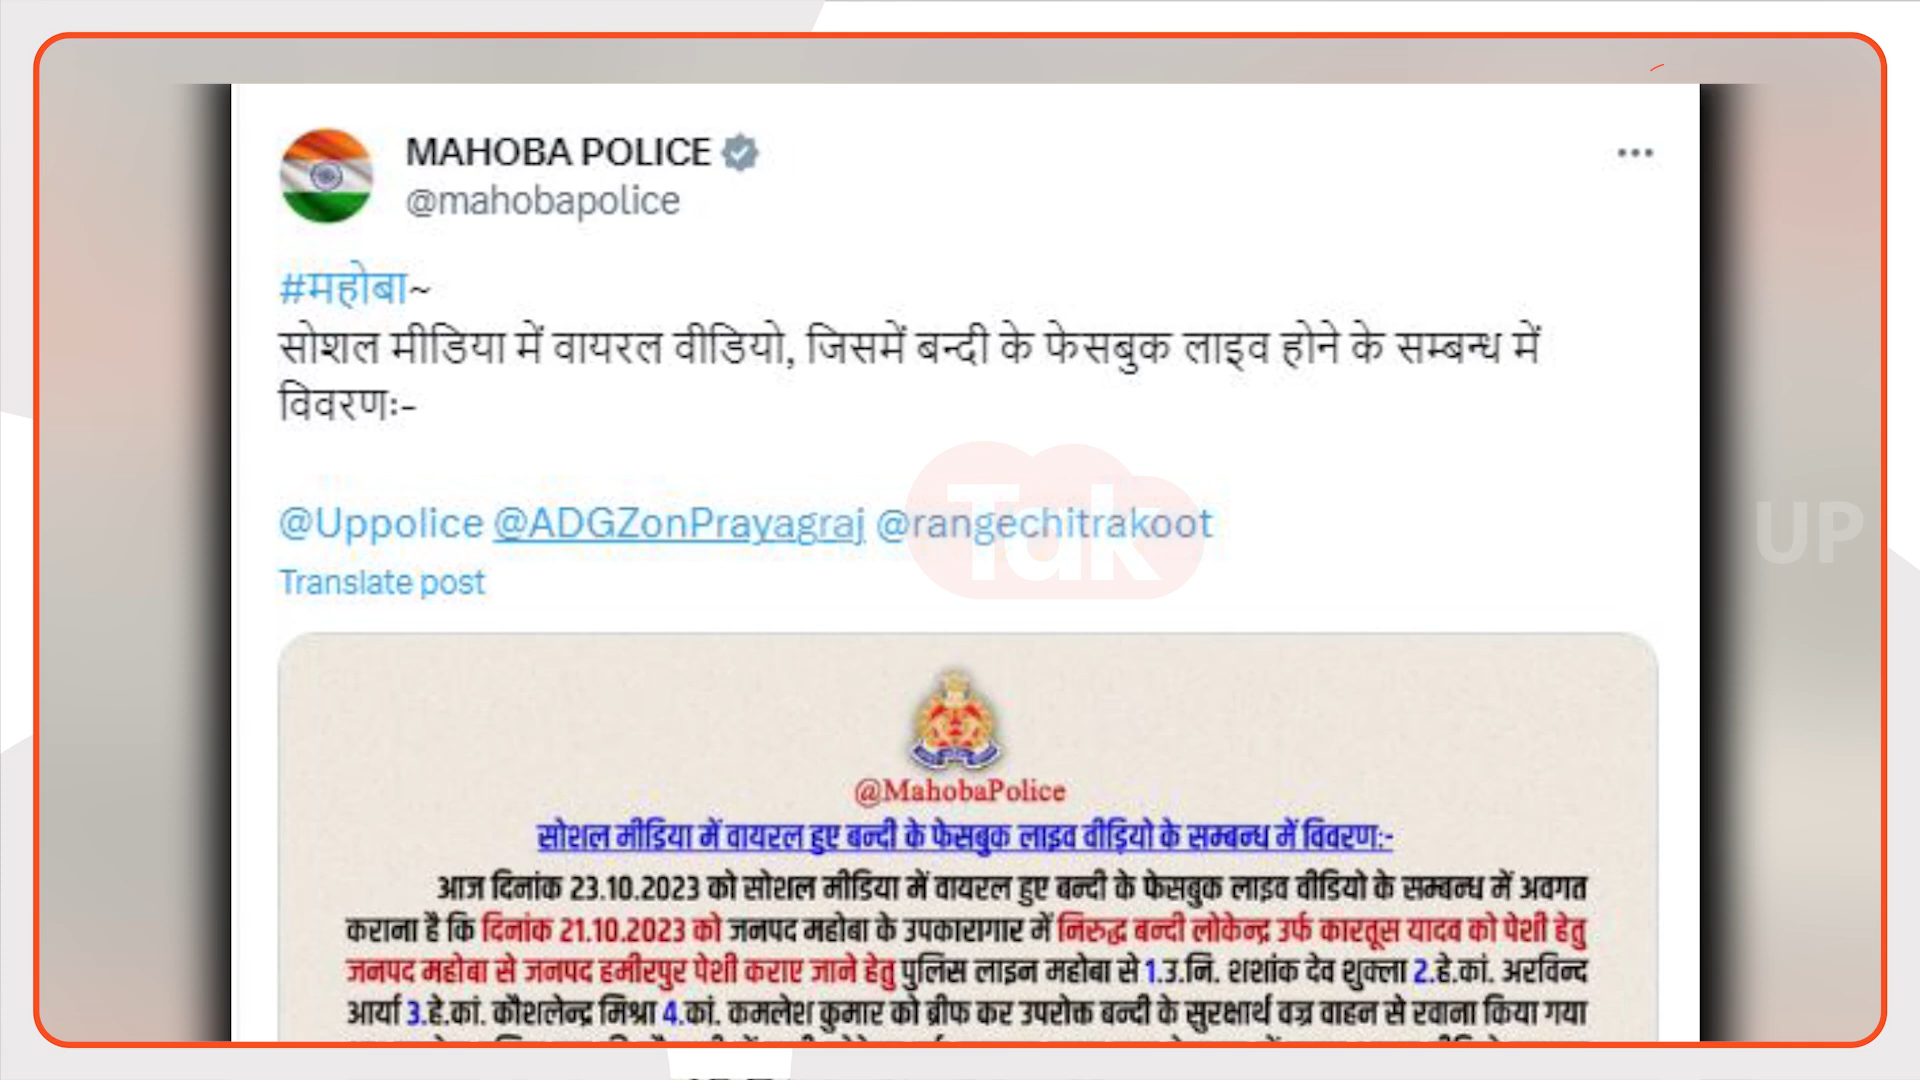 MAHOBA POLICE
@mahobapolice
#महोबा~
सोशल मीडिया में वायरल वीडियो, जिसमें बन्दी के फेसबुक लाइव होने के सम्बन्ध में
विवरणः-
@Uppolice @ADGZonPrayagraj @rangechitrakoot
Tak
UP
Translate post
@MahobaPolice
सोशल मीडिया में वायरल हुए बन्दी के फेसबुक लाइव वीड़ियो के सम्बन्ध में विवरण:-
आज दिनांक 23.10.2023 को सोशल मीडिया में वायरल हुए बन्दी के फेसबुक लाइव वीडियो के सम्बन्ध में अवगत
कराना है कि दिनांक 21.10.2023 को जनपद महोबा के उपकारागार में निरुद्ध बन्दी लोकेन्द्र उर्फ कारतूस यादव को पेशी हेतु
जनपद महोबा से जनपद हमीरपुर पेशी कराए जाने हेतु पुलिस लाइन महोबा से 1.उ.नि. शशांक देव शुक्ला 2.हे.कां. अरविन्द
आर्या 3.हे.कां. कौशलेन्द्र मिश्रा 4.कां. कमलेश कुमार को ब्रीफ कर उपरोक्त बन्दी के सुरक्षार्थ वज्र वाहन से रवाना किया गया